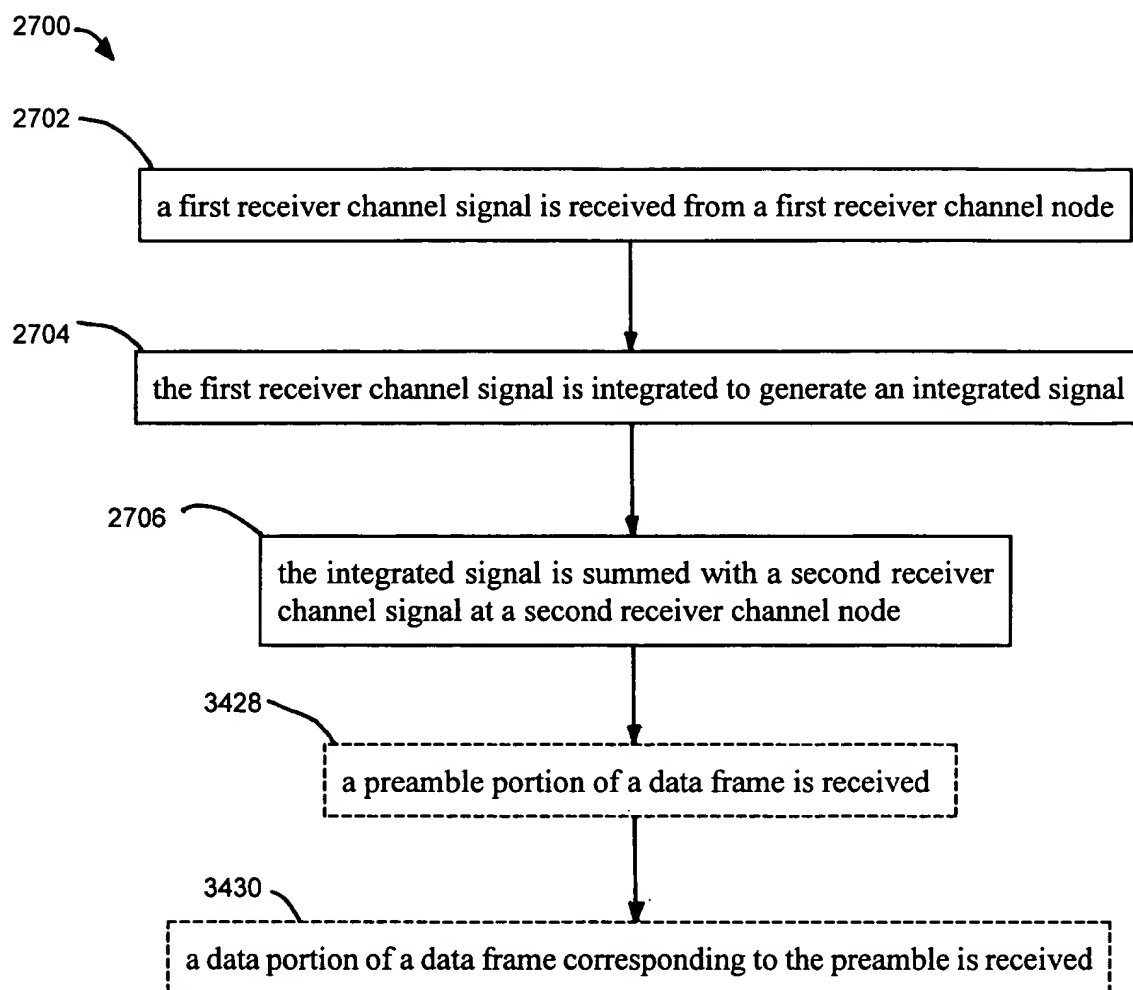 2700
2702
a first receiver channel signal is received from a first receiver channel node
2704
the first receiver channel signal is integrated to generate an integrated signal
2706
the integrated signal is summed with a second receiver
channel signal at a second receiver channel node
3428
a preamble portion of a data frame is received
3430
a data portion of a data frame corresponding to the preamble is received